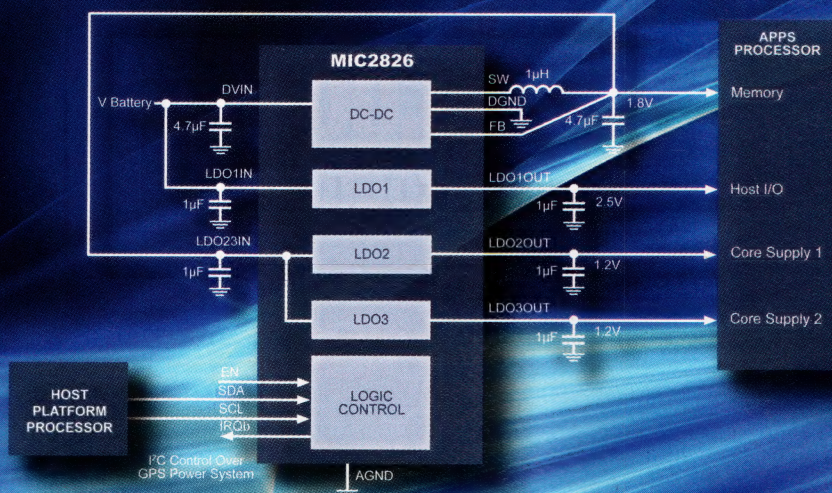 MIC2826
APPS
PROCESSOR
V Battery
DVIN
4.7µF
DC-DC
SW
1µH
DGND
FB
4.7µF
1.8V
Memory
LDO1IN
1µF
LDO1
LDO1OUT
1µF
2.5V
Host I/O
LDO23IN
1µF
LDO2
LDO2OUT
1µF
1.2V
Core Supply 1
LDO3
LDO3OUT
1µF
1.2V
Core Supply 2
HOST
PLATFORM
PROCESSOR
EN
SDA
SCL
IRQb
LOGIC
CONTROL
I²C Control Over
GPS Power System
AGND